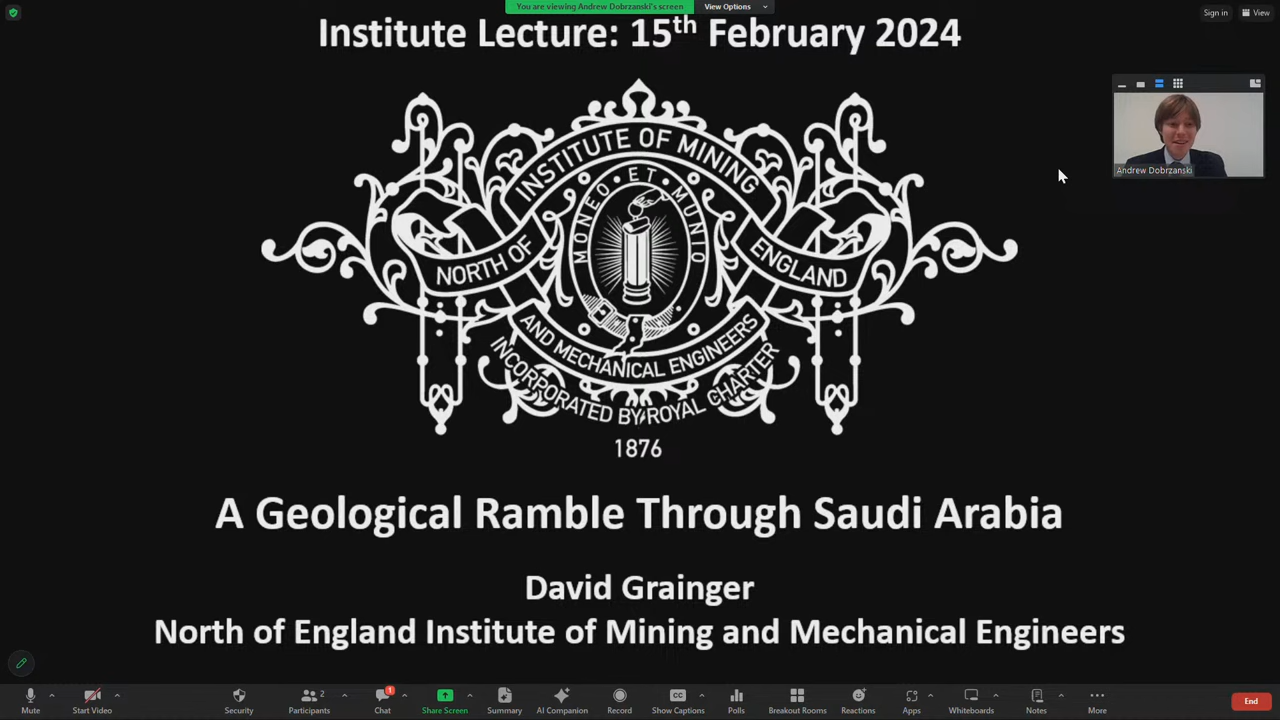 You are viewing Andrew Dobrzanski's screen
View Options
Sign in
View
Institute Lecture: 15th February 2024
INSTITUTE OF MINING
MONEO • ET • MUNIO
NORTH OF
ENGLAND
AND MECHANICAL ENGINEERS
INCORPORATED BY ROYAL CHARTER
1876
Andrew Dobrzanski
A Geological Ramble Through Saudi Arabia
David Grainger
North of England Institute of Mining and Mechanical Engineers
Mute
Start Video
Security
Participants 2
Chat 1
Share Screen
Summary
AI Companion
Record
CC
Show Captions
Polls
Breakout Rooms
Reactions
Apps
Whiteboards
Notes
More
End